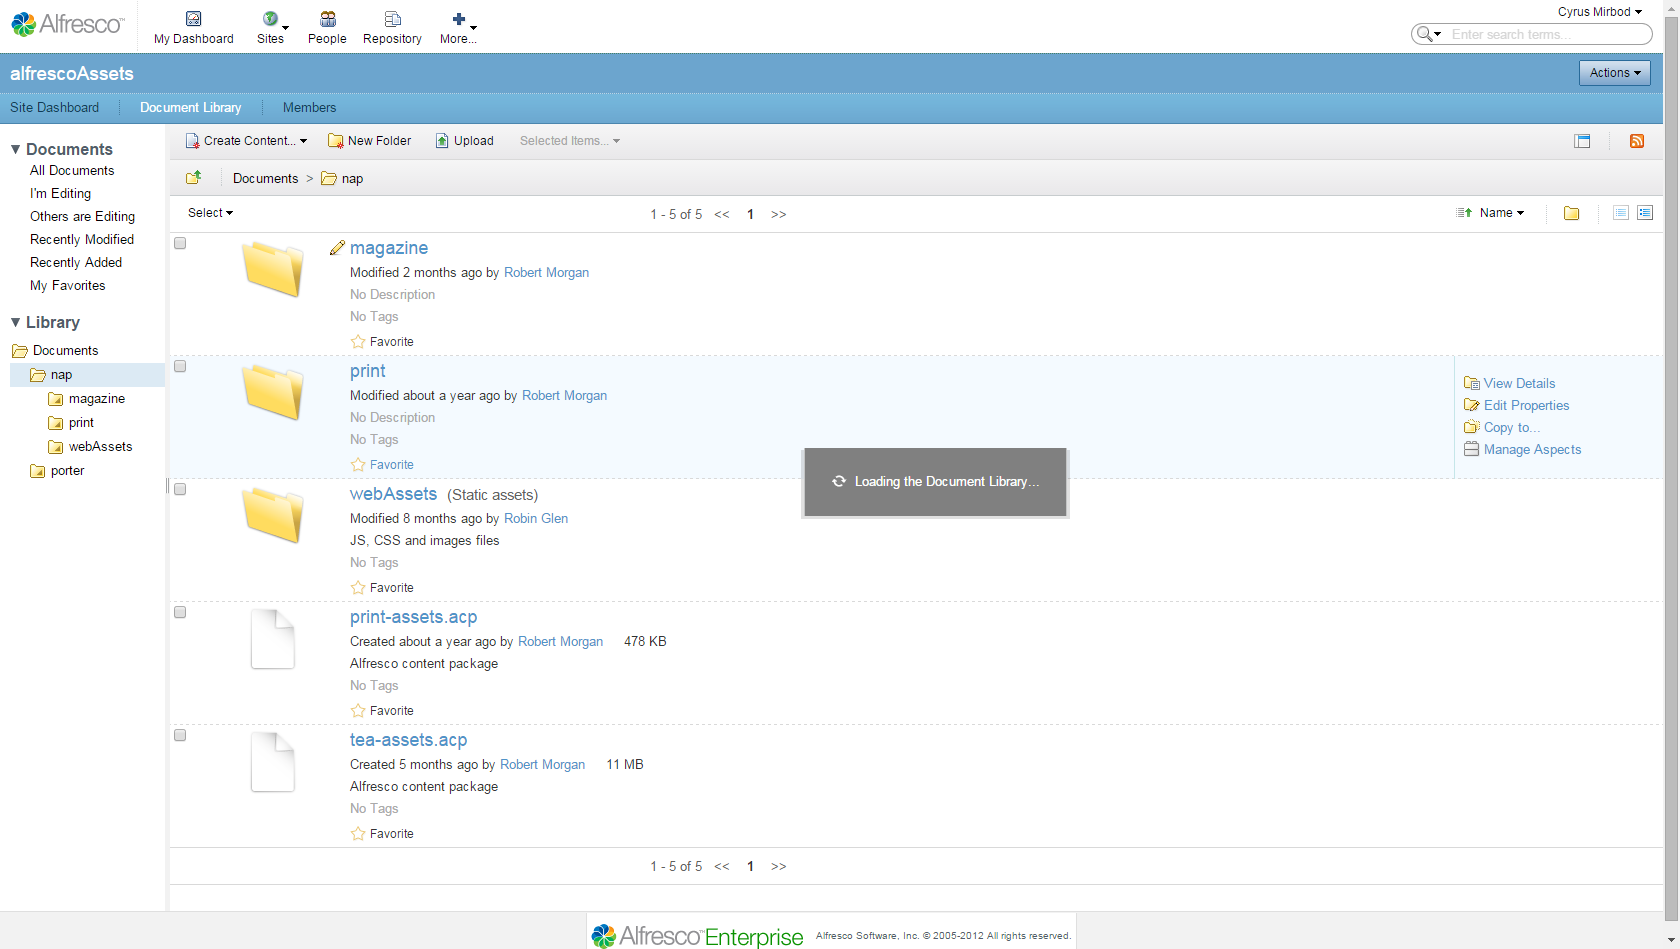 Alfresco™
My Dashboard
Sites
People
Repository
More...
Cyrus Mirbod
Enter search terms...
alfrescoAssets
Actions
Site Dashboard
Document Library
Members
Documents
All Documents
I'm Editing
Others are Editing
Recently Modified
Recently Added
My Favorites
Library
Documents
nap
magazine
print
webAssets
porter
Create Content...
New Folder
Upload
Selected Items...
Documents > nap
Select
1 - 5 of 5 << 1 >>
Name
magazine
Modified 2 months ago by Robert Morgan
No Description
No Tags
Favorite
print
Modified about a year ago by Robert Morgan
No Description
No Tags
Favorite
View Details
Edit Properties
Copy to...
Manage Aspects
Loading the Document Library...
webAssets (Static assets)
Modified 8 months ago by Robin Glen
JS, CSS and images files
No Tags
Favorite
print-assets.acp
Created about a year ago by Robert Morgan 478 KB
Alfresco content package
No Tags
Favorite
tea-assets.acp
Created 5 months ago by Robert Morgan 11 MB
Alfresco content package
No Tags
Favorite
1 - 5 of 5 << 1 >>
Alfresco™ Enterprise
Alfresco Software, Inc. © 2005-2012 All rights reserved.